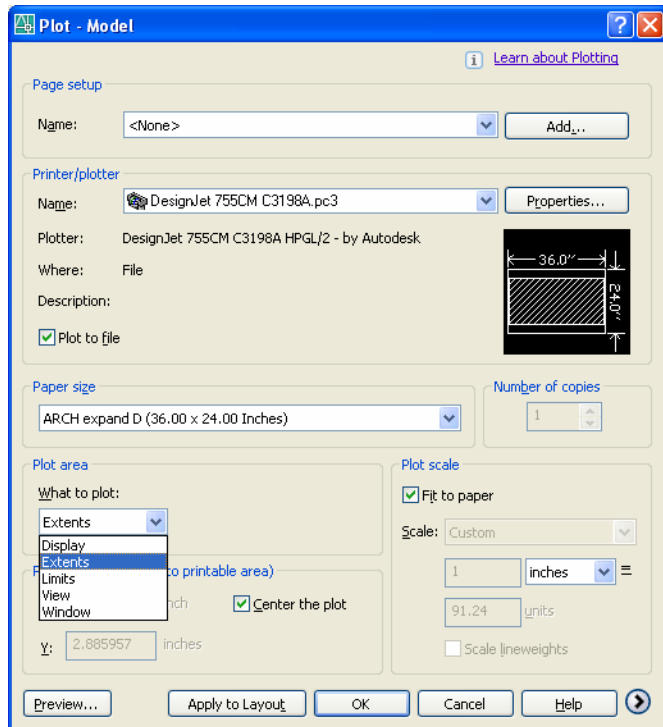 Plot - Model
Learn about Plotting
Page setup
Name: <None> Add...
Printer/plotter
Name: DesignJet 755CM C3198A.pc3 Properties...
Plotter: DesignJet 755CM C3198A HPGL/2 - by Autodesk
Where: File
Description:
36.0’’
24.0’’
Plot to file
Paper size
ARCH expand D (36.00 x 24.00 Inches)
Number of copies
1
Plot area
What to plot:
Extents
Display
Extents
Limits
View
Window
to printable area)
Center the plot
Y: 2.885957 inches
Plot scale
Fit to paper
Scale: Custom
1 inches =
91.24 units
Scale lineweights
Preview... Apply to Layout OK Cancel Help